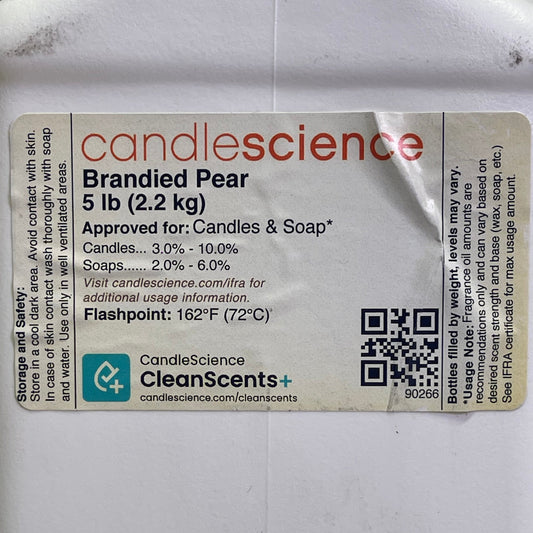 candlescience
Brandied Pear
5 lb (2.2 kg)
Approved for: Candles & Soap*
Candles... 3.0% - 10.0%
Soaps...... 2.0% - 6.0%
Visit candlescience.com/ifra for
additional usage information.
Flashpoint: 162°F (72°C)
CandleScience
CleanScents+
candlescience.com/cleanscents
90266
Storage and Safety:
Store in a cool dark area. Avoid contact with skin.
In case of skin contact wash thoroughly with soap
and water. Use only in well ventilated areas.
Bottles filled by weight, levels may vary.
*Usage Note: Fragrance oil amounts are
recommendations only and can vary based on
desired scent strength and base (wax, soap, etc.)
See IFRA certificate for max usage amount.